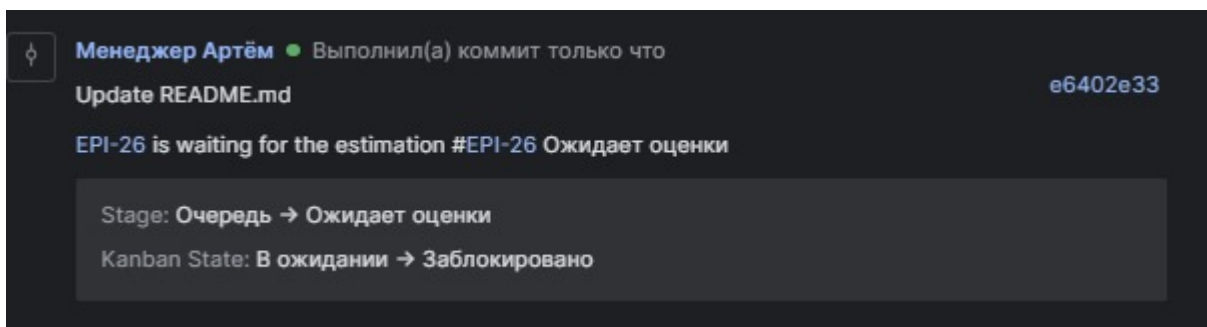 Менеджер Артём ● Выполнил(а) коммит только что
Update README.md
e6402e33
EPI-26 is waiting for the estimation #EPI-26 Ожидает оценки
Stage: Очередь → Ожидает оценки
Kanban State: В ожидании → Заблокировано